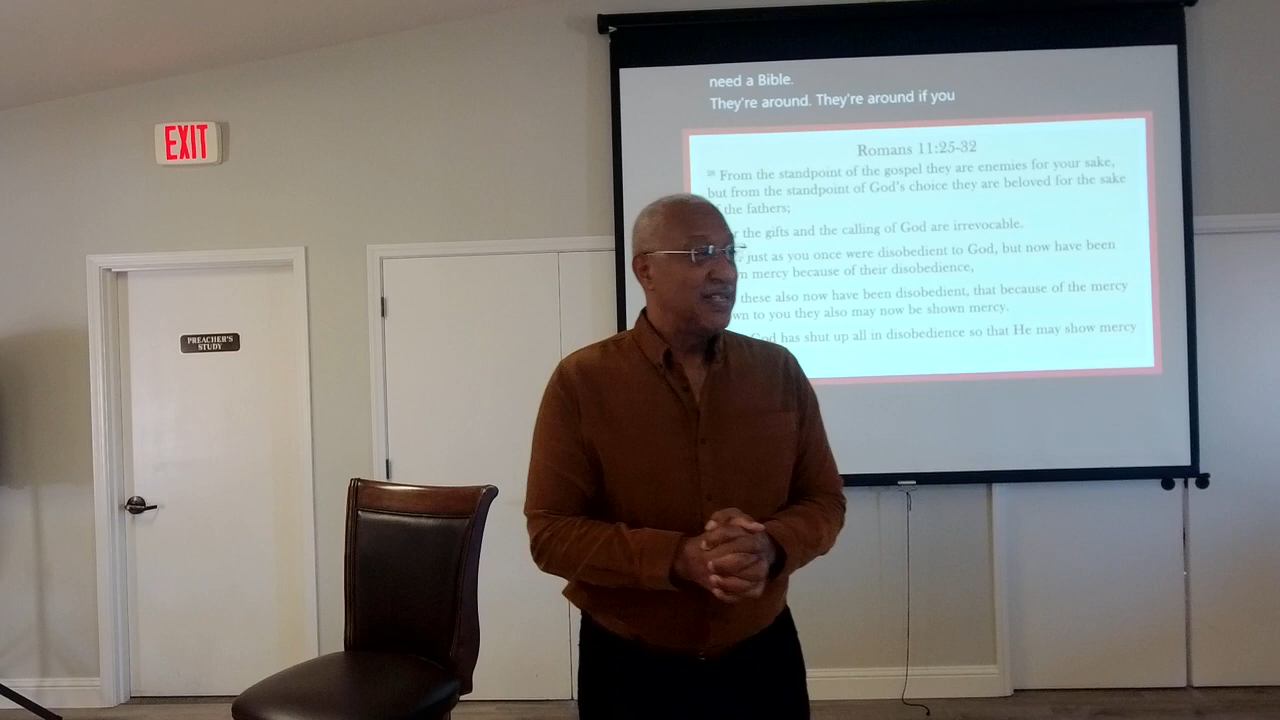 need a Bible.
They're around. They're around if you
EXIT
Romans 11:25-32
28 From the standpoint of the gospel they are enemies for your sake,
but from the standpoint of God's choice they are beloved for the sake
the fathers;
the gifts and the calling of God are irrevocable.
just as you once were disobedient to God, but now have been
mercy because of their disobedience,
these also now have been disobedient, that because of the mercy
to you they also may now be shown mercy.
God has shut up all in disobedience so that He may show mercy
PREACHER'S
STUDY